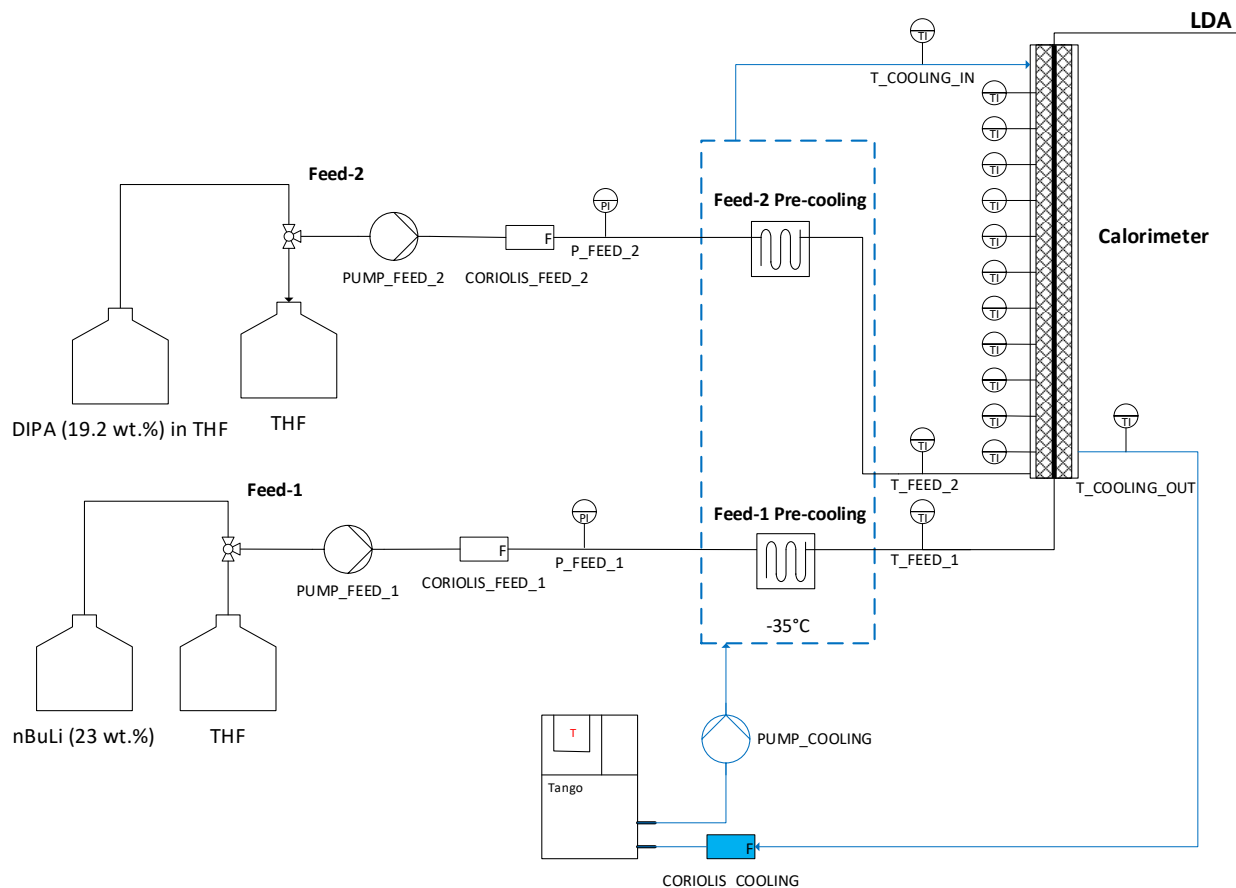 LDA
TI
T_COOLING_IN
TI
TI
TI
TI
TI
TI
TI
TI
TI
TI
TI
Calorimeter
Feed-2
PI
P_FEED_2
F
PUMP_FEED_2
CORIOLIS_FEED_2
Feed-2 Pre-cooling
DIPA (19.2 wt.%) in THF
THF
TI
T_FEED_2
TI
T_COOLING_OUT
Feed-1
PI
P_FEED_1
F
PUMP_FEED_1
CORIOLIS_FEED_1
Feed-1 Pre-cooling
TI
T_FEED_1
-35°C
nBuLi (23 wt.%)
THF
T
Tango
PUMP_COOLING
F
CORIOLIS_COOLING